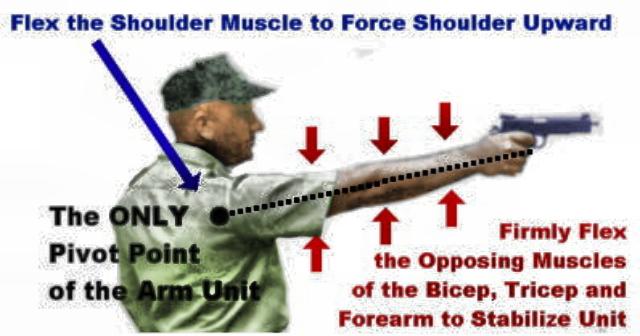 Flex the Shoulder Muscle to Force Shoulder Upward
The ONLY
Pivot Point
of the Arm Unit
Firmly Flex
the Opposing Muscles
of the Bicep, Tricep and
Forearm to Stabilize Unit